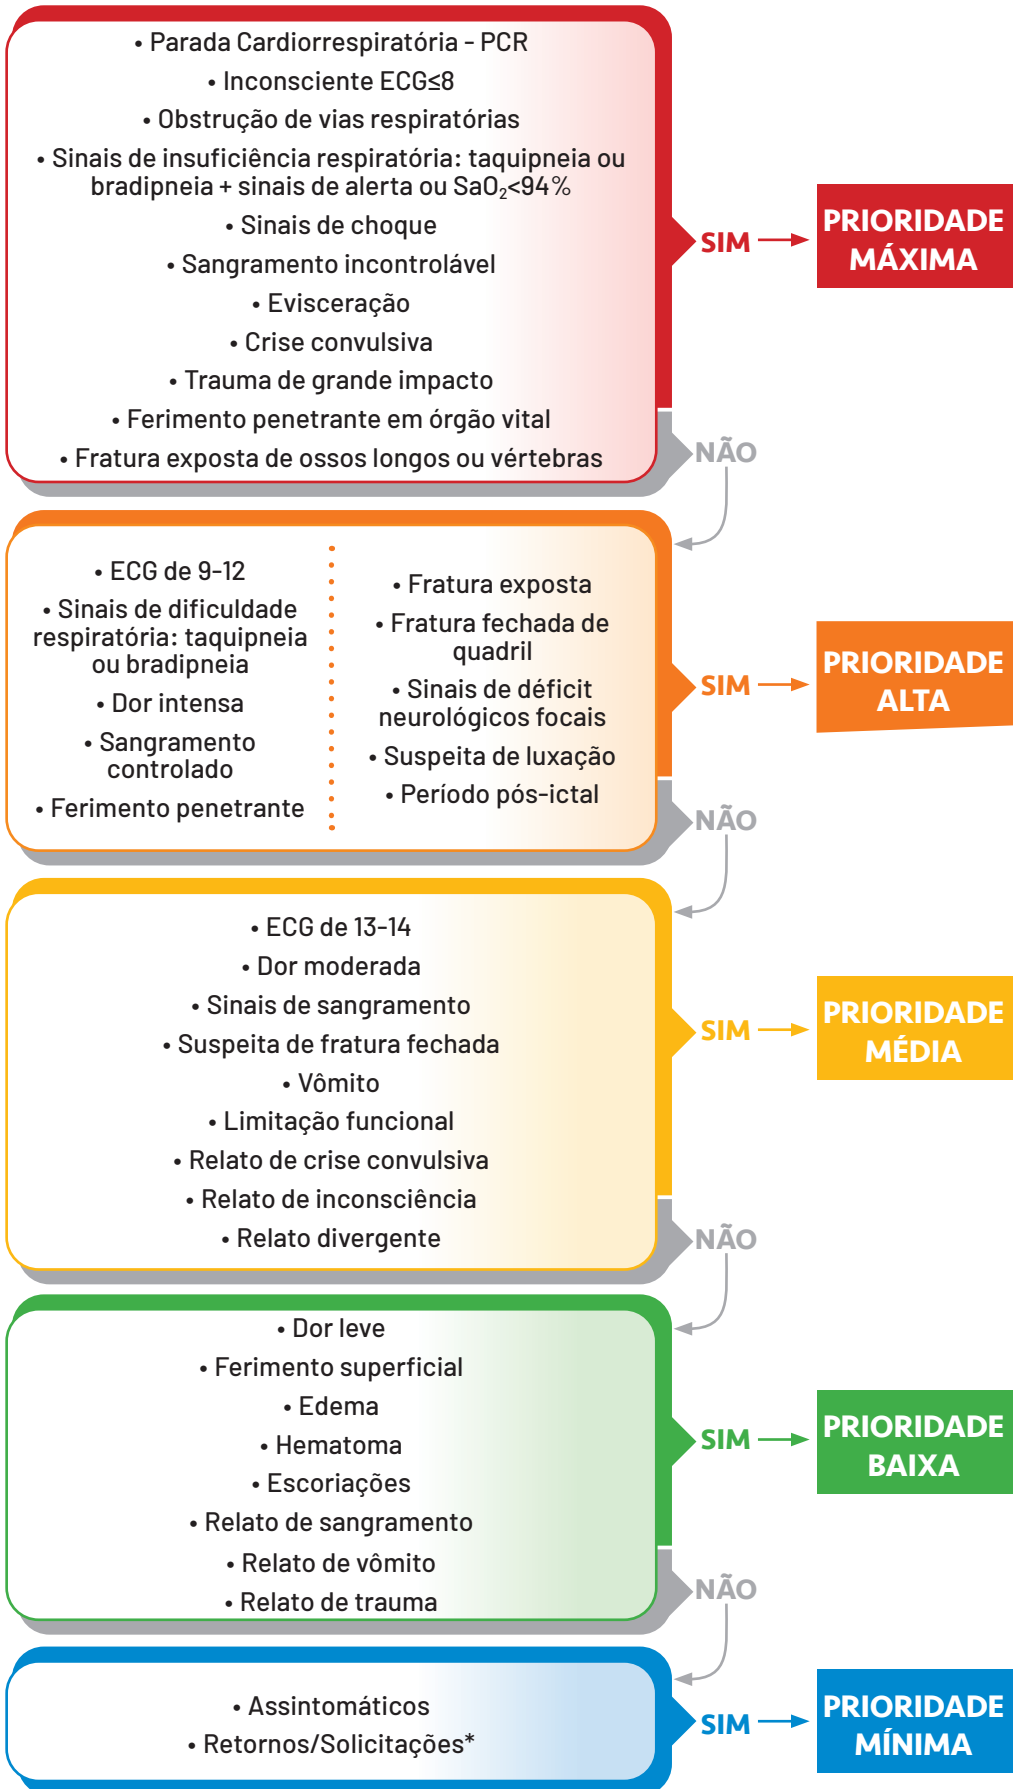 • Parada Cardiorrespiratória - PCR
• Inconsciente ECG≤8
• Obstrução de vias respiratórias
• Sinais de insuficiência respiratória: taquipneia ou
bradipneia + sinais de alerta ou SaO₂<94%
• Sinais de choque
• Sangramento incontrolável
• Evisceração
• Crise convulsiva
• Trauma de grande impacto
• Ferimento penetrante em órgão vital
• Fratura exposta de ossos longos ou vértebras
SIM
PRIORIDADE
MÁXIMA
NÃO
• ECG de 9-12
• Sinais de dificuldade
respiratória: taquipneia
ou bradipneia
• Dor intensa
• Sangramento
controlado
• Ferimento penetrante
• Fratura exposta
• Fratura fechada de
quadril
• Sinais de déficit
neurológicos focais
• Suspeita de luxação
• Período pós-ictal
SIM
PRIORIDADE
ALTA
NÃO
• ECG de 13-14
• Dor moderada
• Sinais de sangramento
• Suspeita de fratura fechada
• Vômito
• Limitação funcional
• Relato de crise convulsiva
• Relato de inconsciência
• Relato divergente
SIM
PRIORIDADE
MÉDIA
NÃO
• Dor leve
• Ferimento superficial
• Edema
• Hematoma
• Escoriações
• Relato de sangramento
• Relato de vômito
• Relato de trauma
SIM
PRIORIDADE
BAIXA
NÃO
• Assintomáticos
• Retornos/Solicitações*
SIM
PRIORIDADE
MÍNIMA